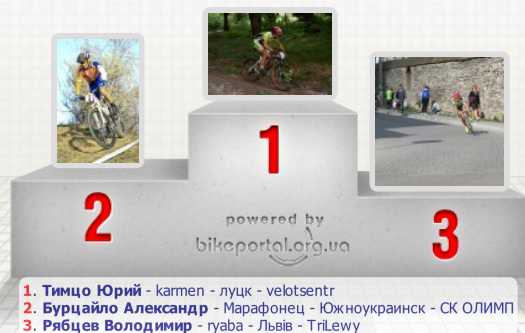 1
2
3
powered by
bikeportal.org.ua
1. Тимцо Юрий - karmen - луцк - velotsentr
2. Бурцайло Александр - Марафонец - Южноукраинск - СК ОЛИМП
3. Рябцев Володимир - ryaba - Львів - TriLewy